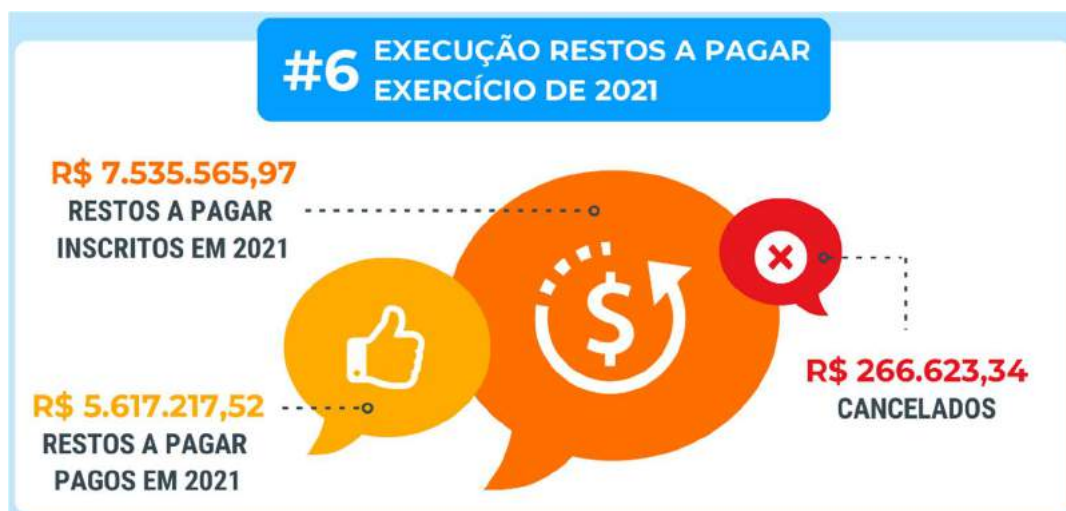 #6 EXECUÇÃO RESTOS A PAGAR
EXERCÍCIO DE 2021
R$ 7.535.565,97
RESTOS A PAGAR
INSCRITOS EM 2021
R$ 5.617.217,52
RESTOS A PAGAR
PAGOS EM 2021
$
R$ 266.623,34
CANCELADOS